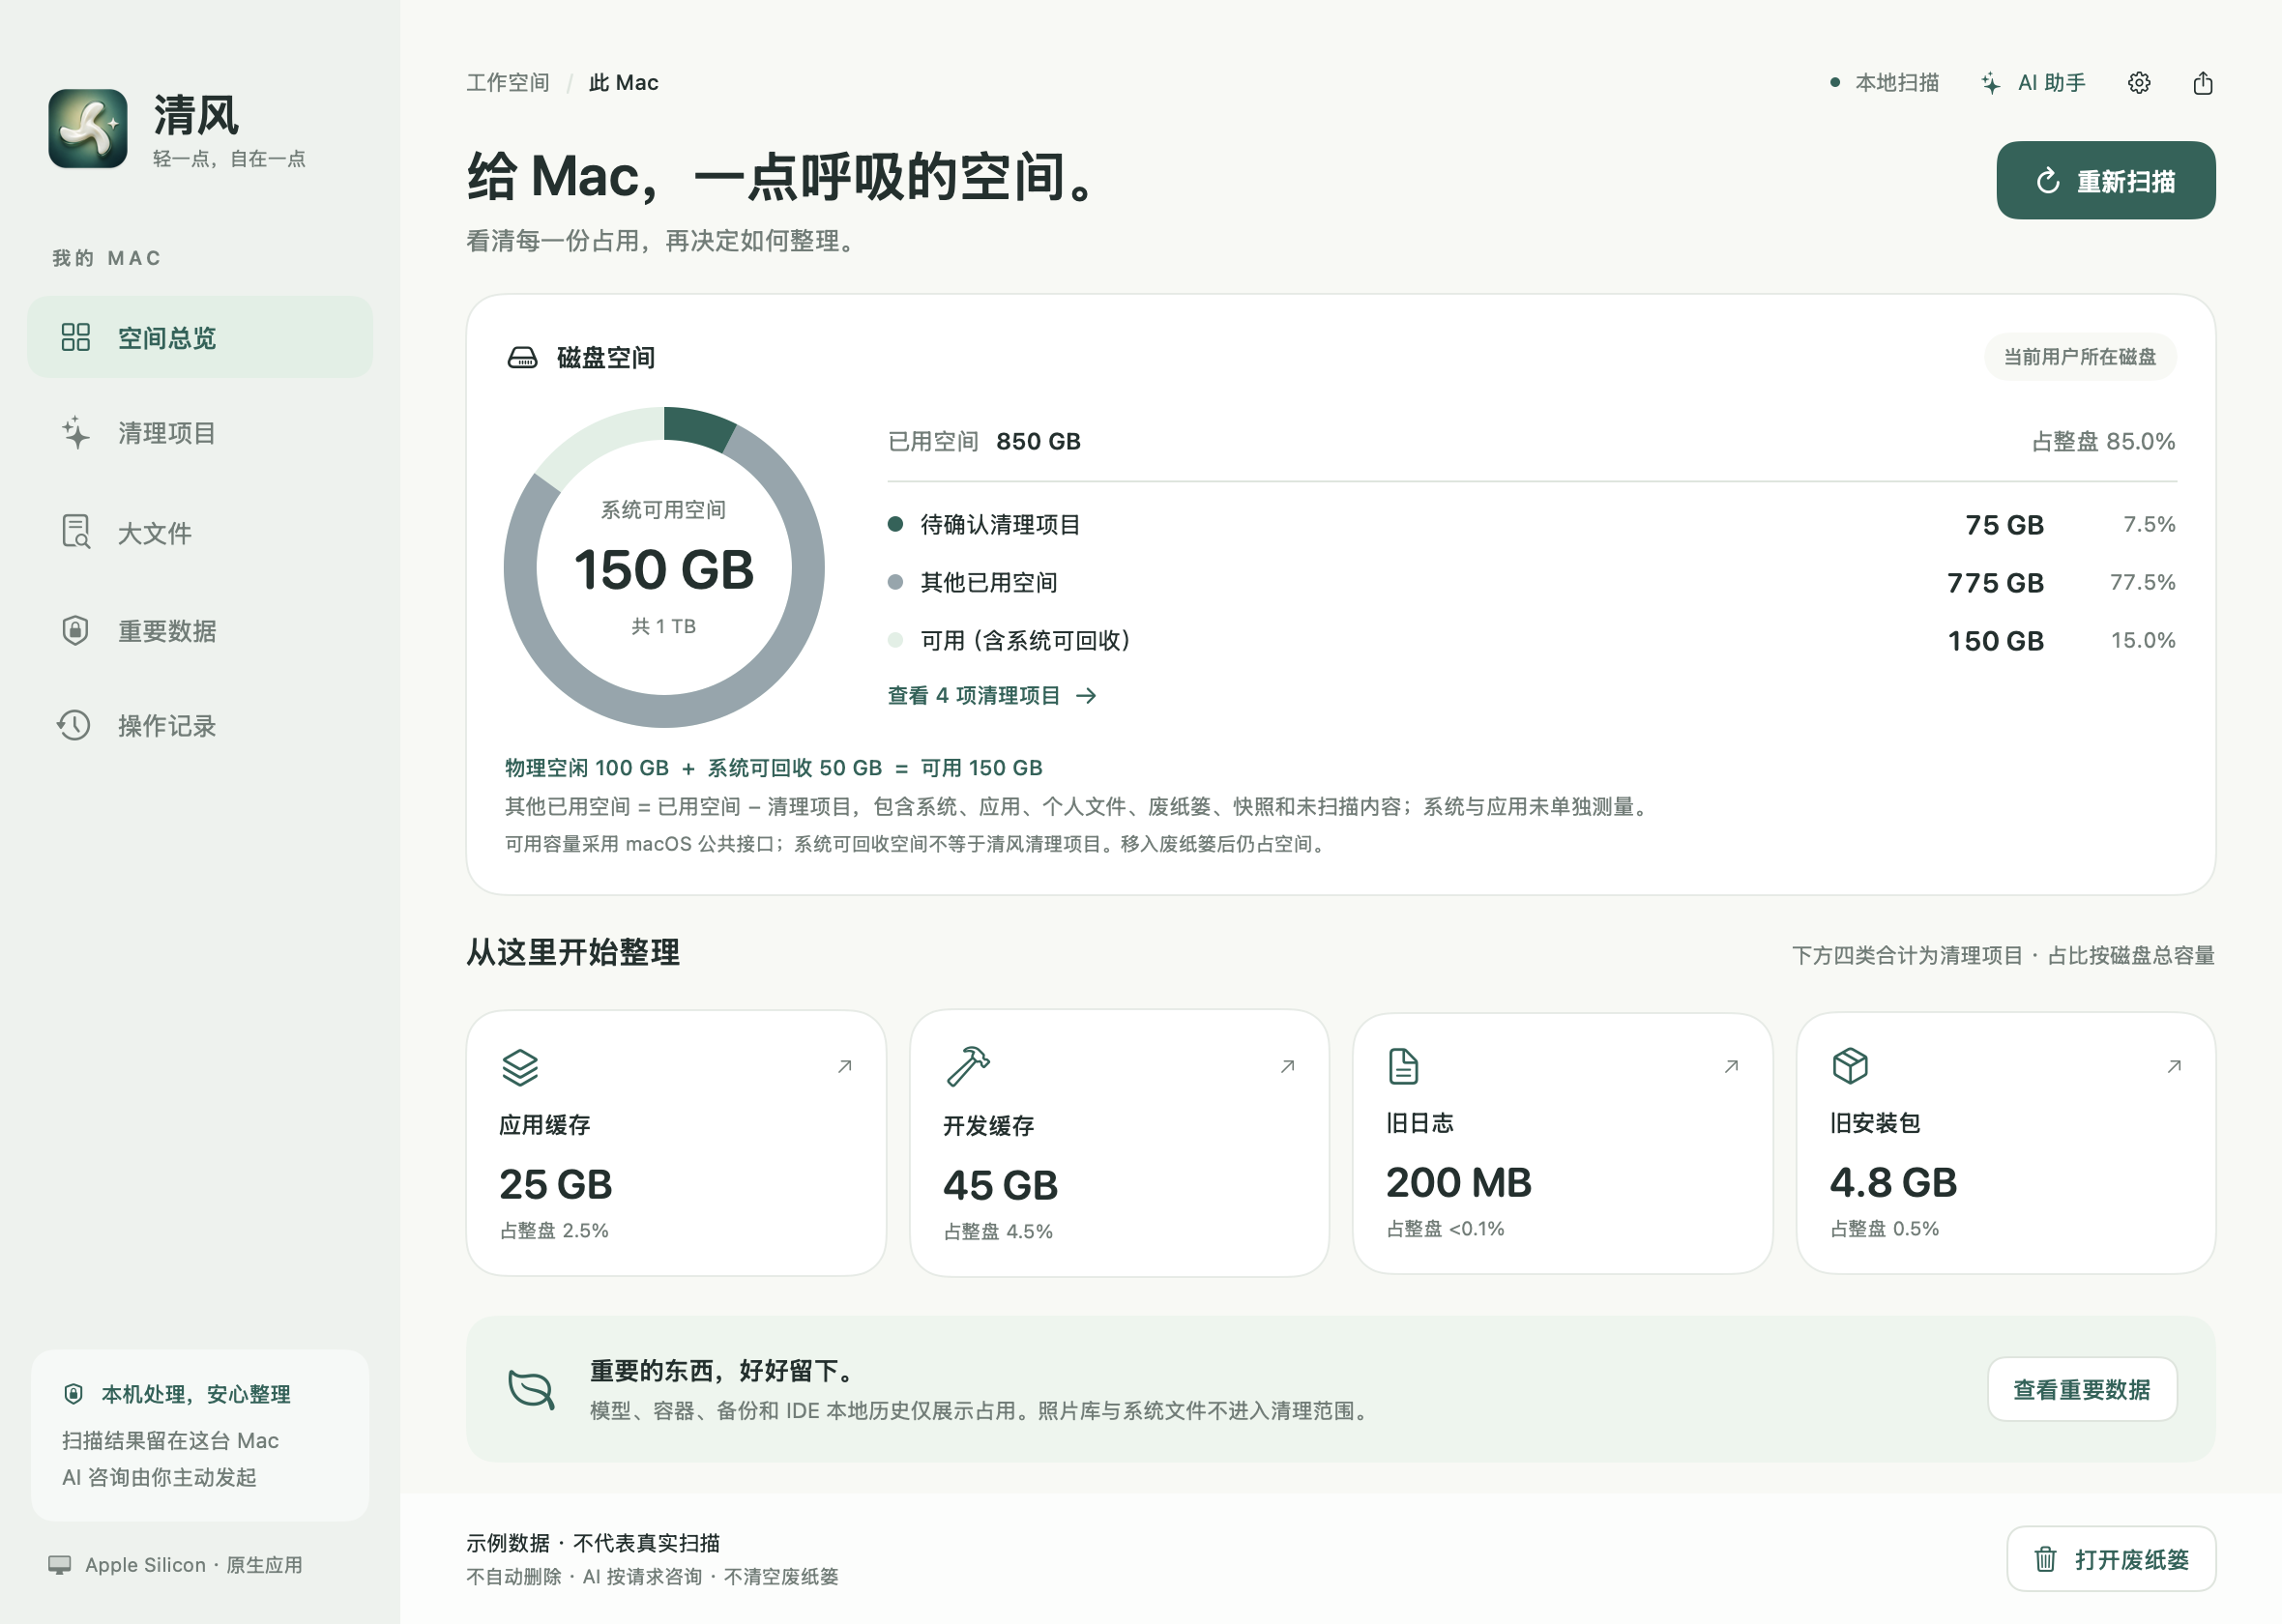 清风
轻一点，自在一点
我的 MAC
空间总览
清理项目
大文件
重要数据
操作记录
本机处理，安心整理
扫描结果留在这台 Mac
AI 咨询由你主动发起
Apple Silicon · 原生应用
工作空间 / 此 Mac
本地扫描 AI 助手
给 Mac，一点呼吸的空间。
重新扫描
看清每一份占用，再决定如何整理。
磁盘空间 当前用户所在磁盘
系统可用空间
150 GB
共 1 TB
已用空间 850 GB 占整盘 85.0%
待确认清理项目 75 GB 7.5%
其他已用空间 775 GB 77.5%
可用（含系统可回收） 150 GB 15.0%
查看 4 项清理项目 →
物理空闲 100 GB + 系统可回收 50 GB = 可用 150 GB
其他已用空间 = 已用空间 − 清理项目，包含系统、应用、个人文件、废纸篓、快照和未扫描内容；系统与应用未单独测量。
可用容量采用 macOS 公共接口；系统可回收空间不等于清风清理项目。移入废纸篓后仍占空间。
从这里开始整理 下方四类合计为清理项目 · 占比按磁盘总容量
应用缓存
25 GB
占整盘 2.5%
开发缓存
45 GB
占整盘 4.5%
旧日志
200 MB
占整盘 <0.1%
旧安装包
4.8 GB
占整盘 0.5%
重要的东西，好好留下。
模型、容器、备份和 IDE 本地历史仅展示占用。照片库与系统文件不进入清理范围。
查看重要数据
示例数据 · 不代表真实扫描
不自动删除 · AI 按请求咨询 · 不清空废纸篓
打开废纸篓